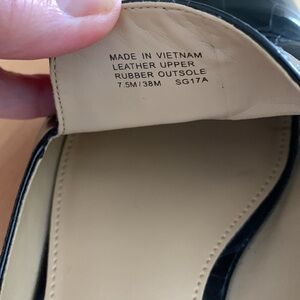 MADE IN VIETNAM
LEATHER UPPER
RUBBER OUTSOLE
7.5M/38M SG17A